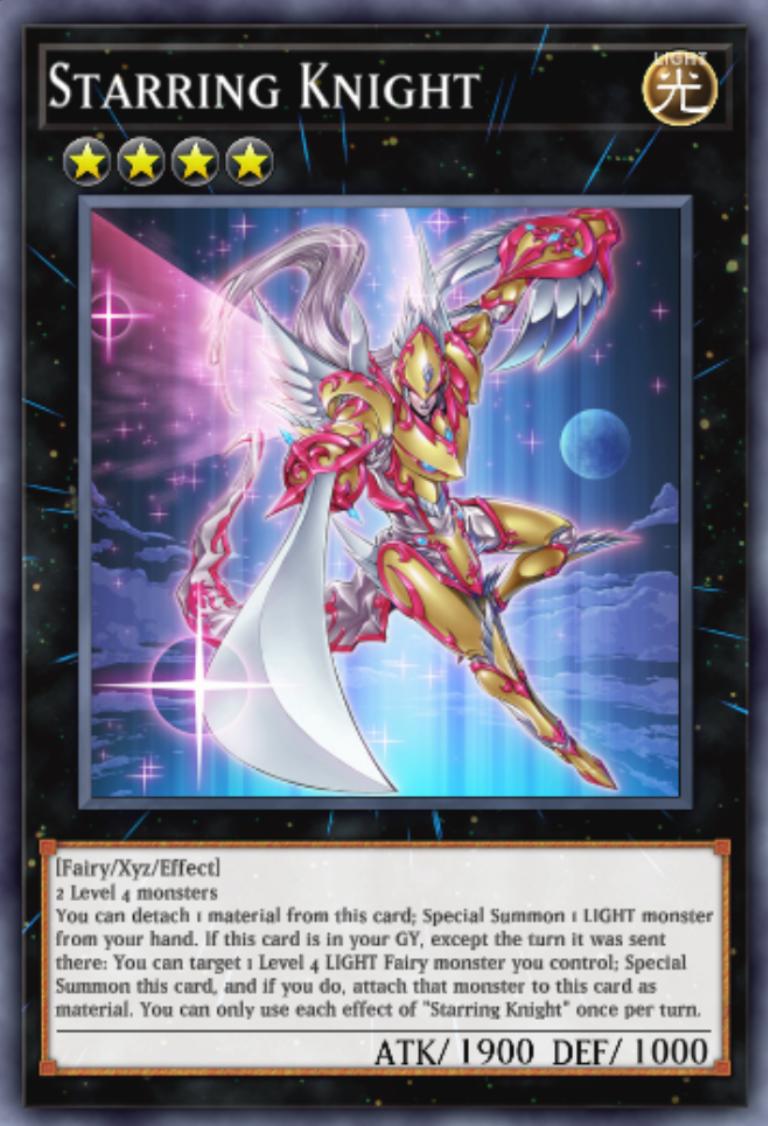 STARRING KNIGHT
LIGHT
光
[Fairy/Xyz/Effect]
2 Level 4 monsters
You can detach 1 material from this card; Special Summon 1 LIGHT monster
from your hand. If this card is in your GY, except the turn it was sent
there: You can target 1 Level 4 LIGHT Fairy monster you control; Special
Summon this card, and if you do, attach that monster to this card as
material. You can only use each effect of "Starring Knight" once per turn.
ATK/ 1900 DEF/ 1000